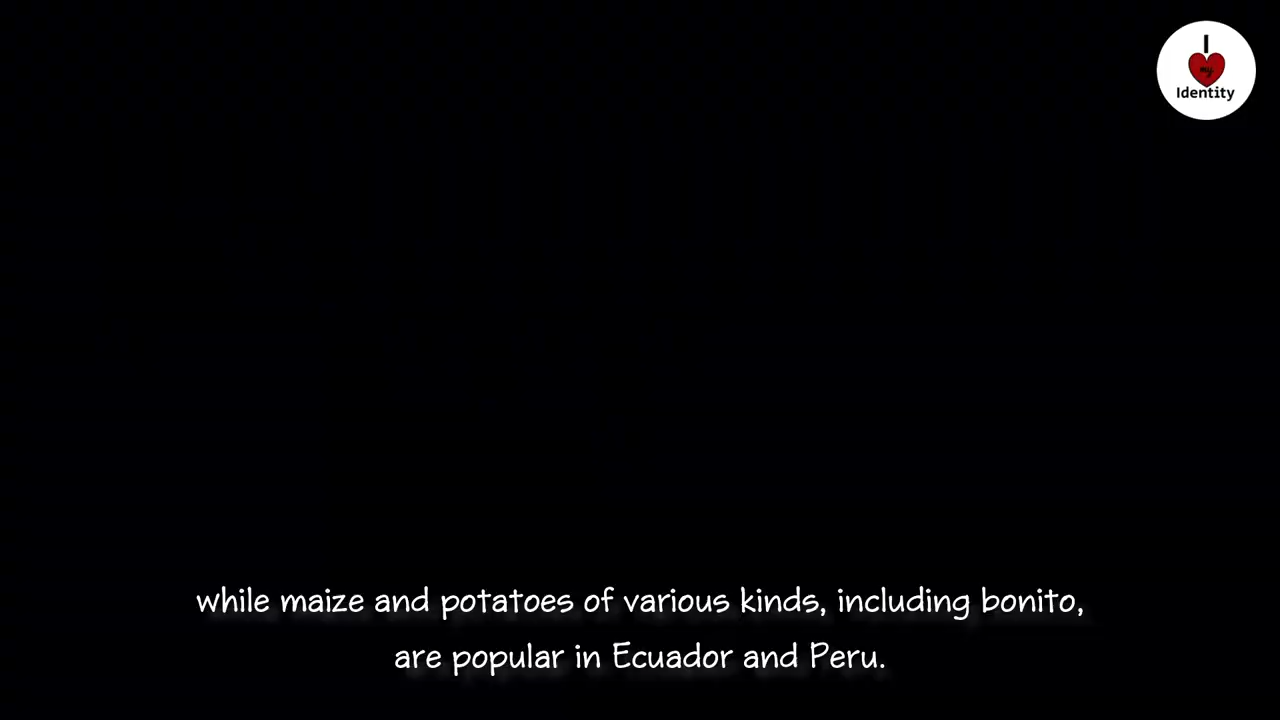 I
my
Identity
while maize and potatoes of various kinds, including bonito,
are popular in Ecuador and Peru.